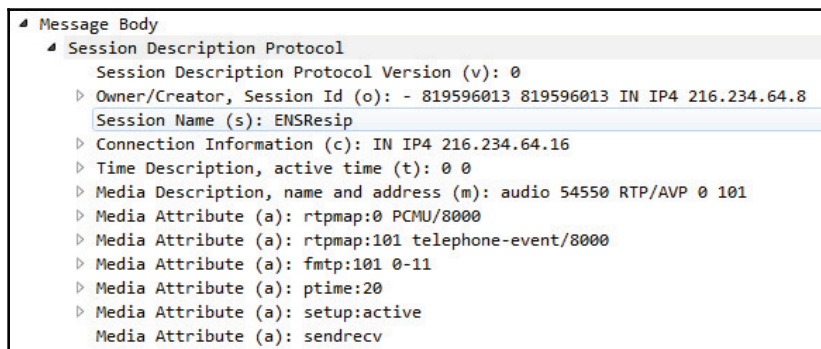 Message Body
Session Description Protocol
Session Description Protocol Version (v): 0
Owner/Creator, Session Id (o): - 819596013 819596013 IN IP4 216.234.64.8
Session Name (s): ENSResip
Connection Information (c): IN IP4 216.234.64.16
Time Description, active time (t): 0 0
Media Description, name and address (m): audio 54550 RTP/AVP 0 101
Media Attribute (a): rtpmap:0 PCMU/8000
Media Attribute (a): rtpmap:101 telephone-event/8000
Media Attribute (a): fmtp:101 0-11
Media Attribute (a): ptime:20
Media Attribute (a): setup:active
Media Attribute (a): sendrecv